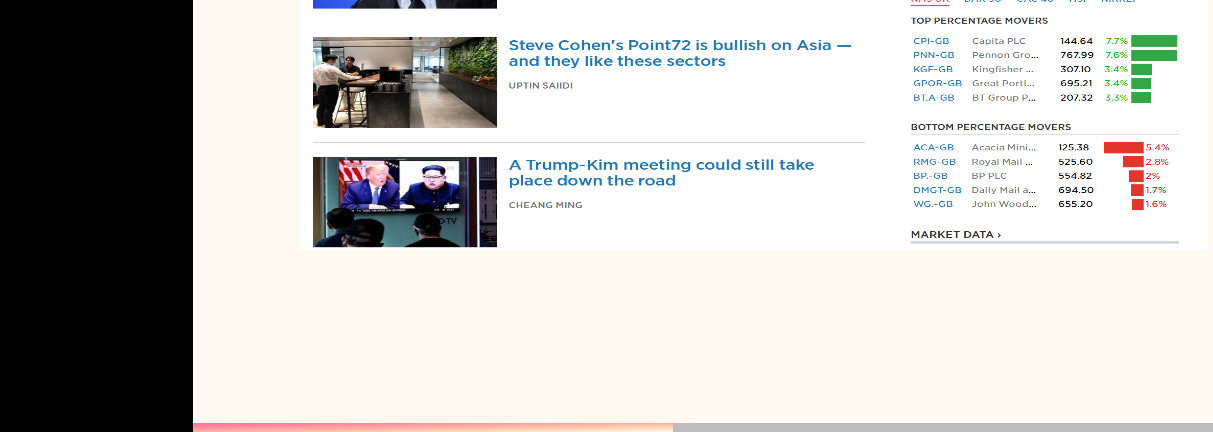 Steve Cohen's Point72 is bullish on Asia —
and they like these sectors
UPTIN SAIIDI
A Trump-Kim meeting could still take
place down the road
CHEANG MING
TOP PERCENTAGE MOVERS
CPI-GB Capita PLC 144.64 7.7%
PNN-GB Pennon Gro... 767.99 7.6%
KGF-GB Kingfisher ... 307.10 3.4%
GPOR-GB Great Portl... 695.21 3.4%
BT.A-GB BT Group P... 207.32 3.3%
BOTTOM PERCENTAGE MOVERS
ACA-GB Acacia Mini... 125.38 5.4%
RMG-GB Royal Mail ... 525.60 2.8%
BP.-GB BP PLC 554.82 2%
DMGT-GB Daily Mail a... 694.50 1.7%
WG.-GB John Wood... 655.20 1.6%
MARKET DATA ›